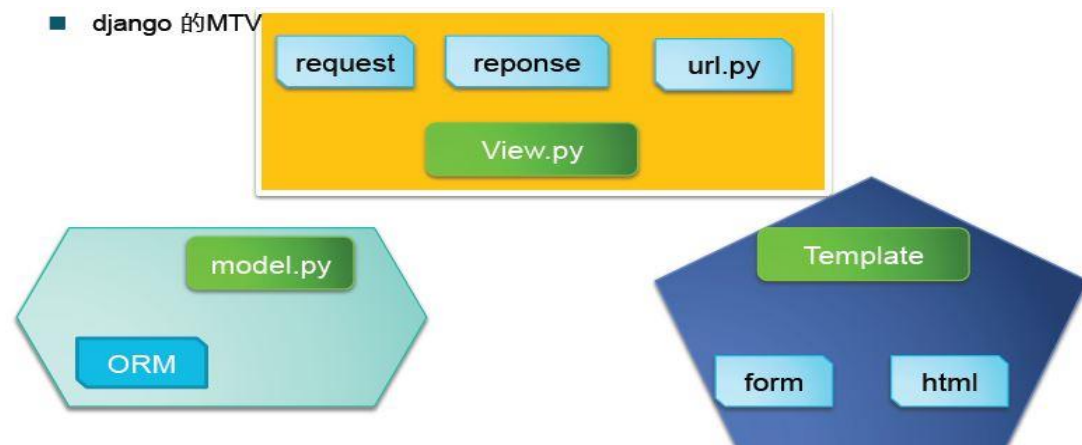 django 的MTV
request
reponse
url.py
View.py
model.py
ORM
Template
form
html